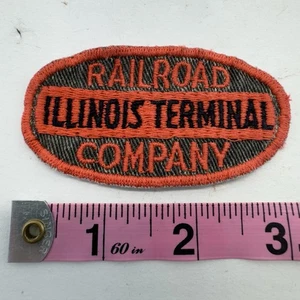 RAILROAD
ILLINOIS TERMINAL
COMPANY
1 60 in 2 3